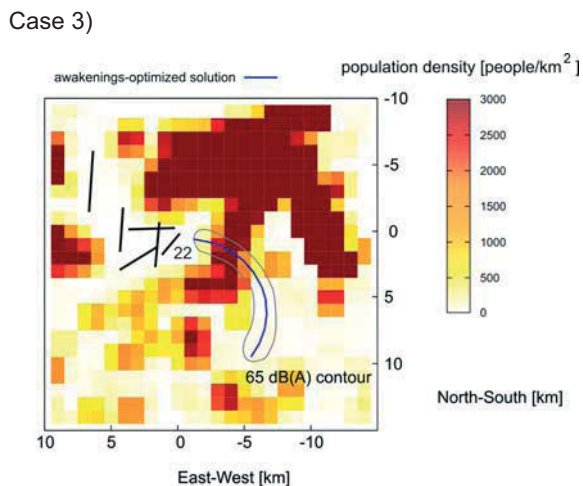 Case 3)
awakenings-optimized solution
population density [people/km²]
-10
-5
0
5
10
3000
2500
2000
1500
1000
500
0
22
65 dB(A) contour
North-South [km]
10 5 0 -5 -10
East-West [km]